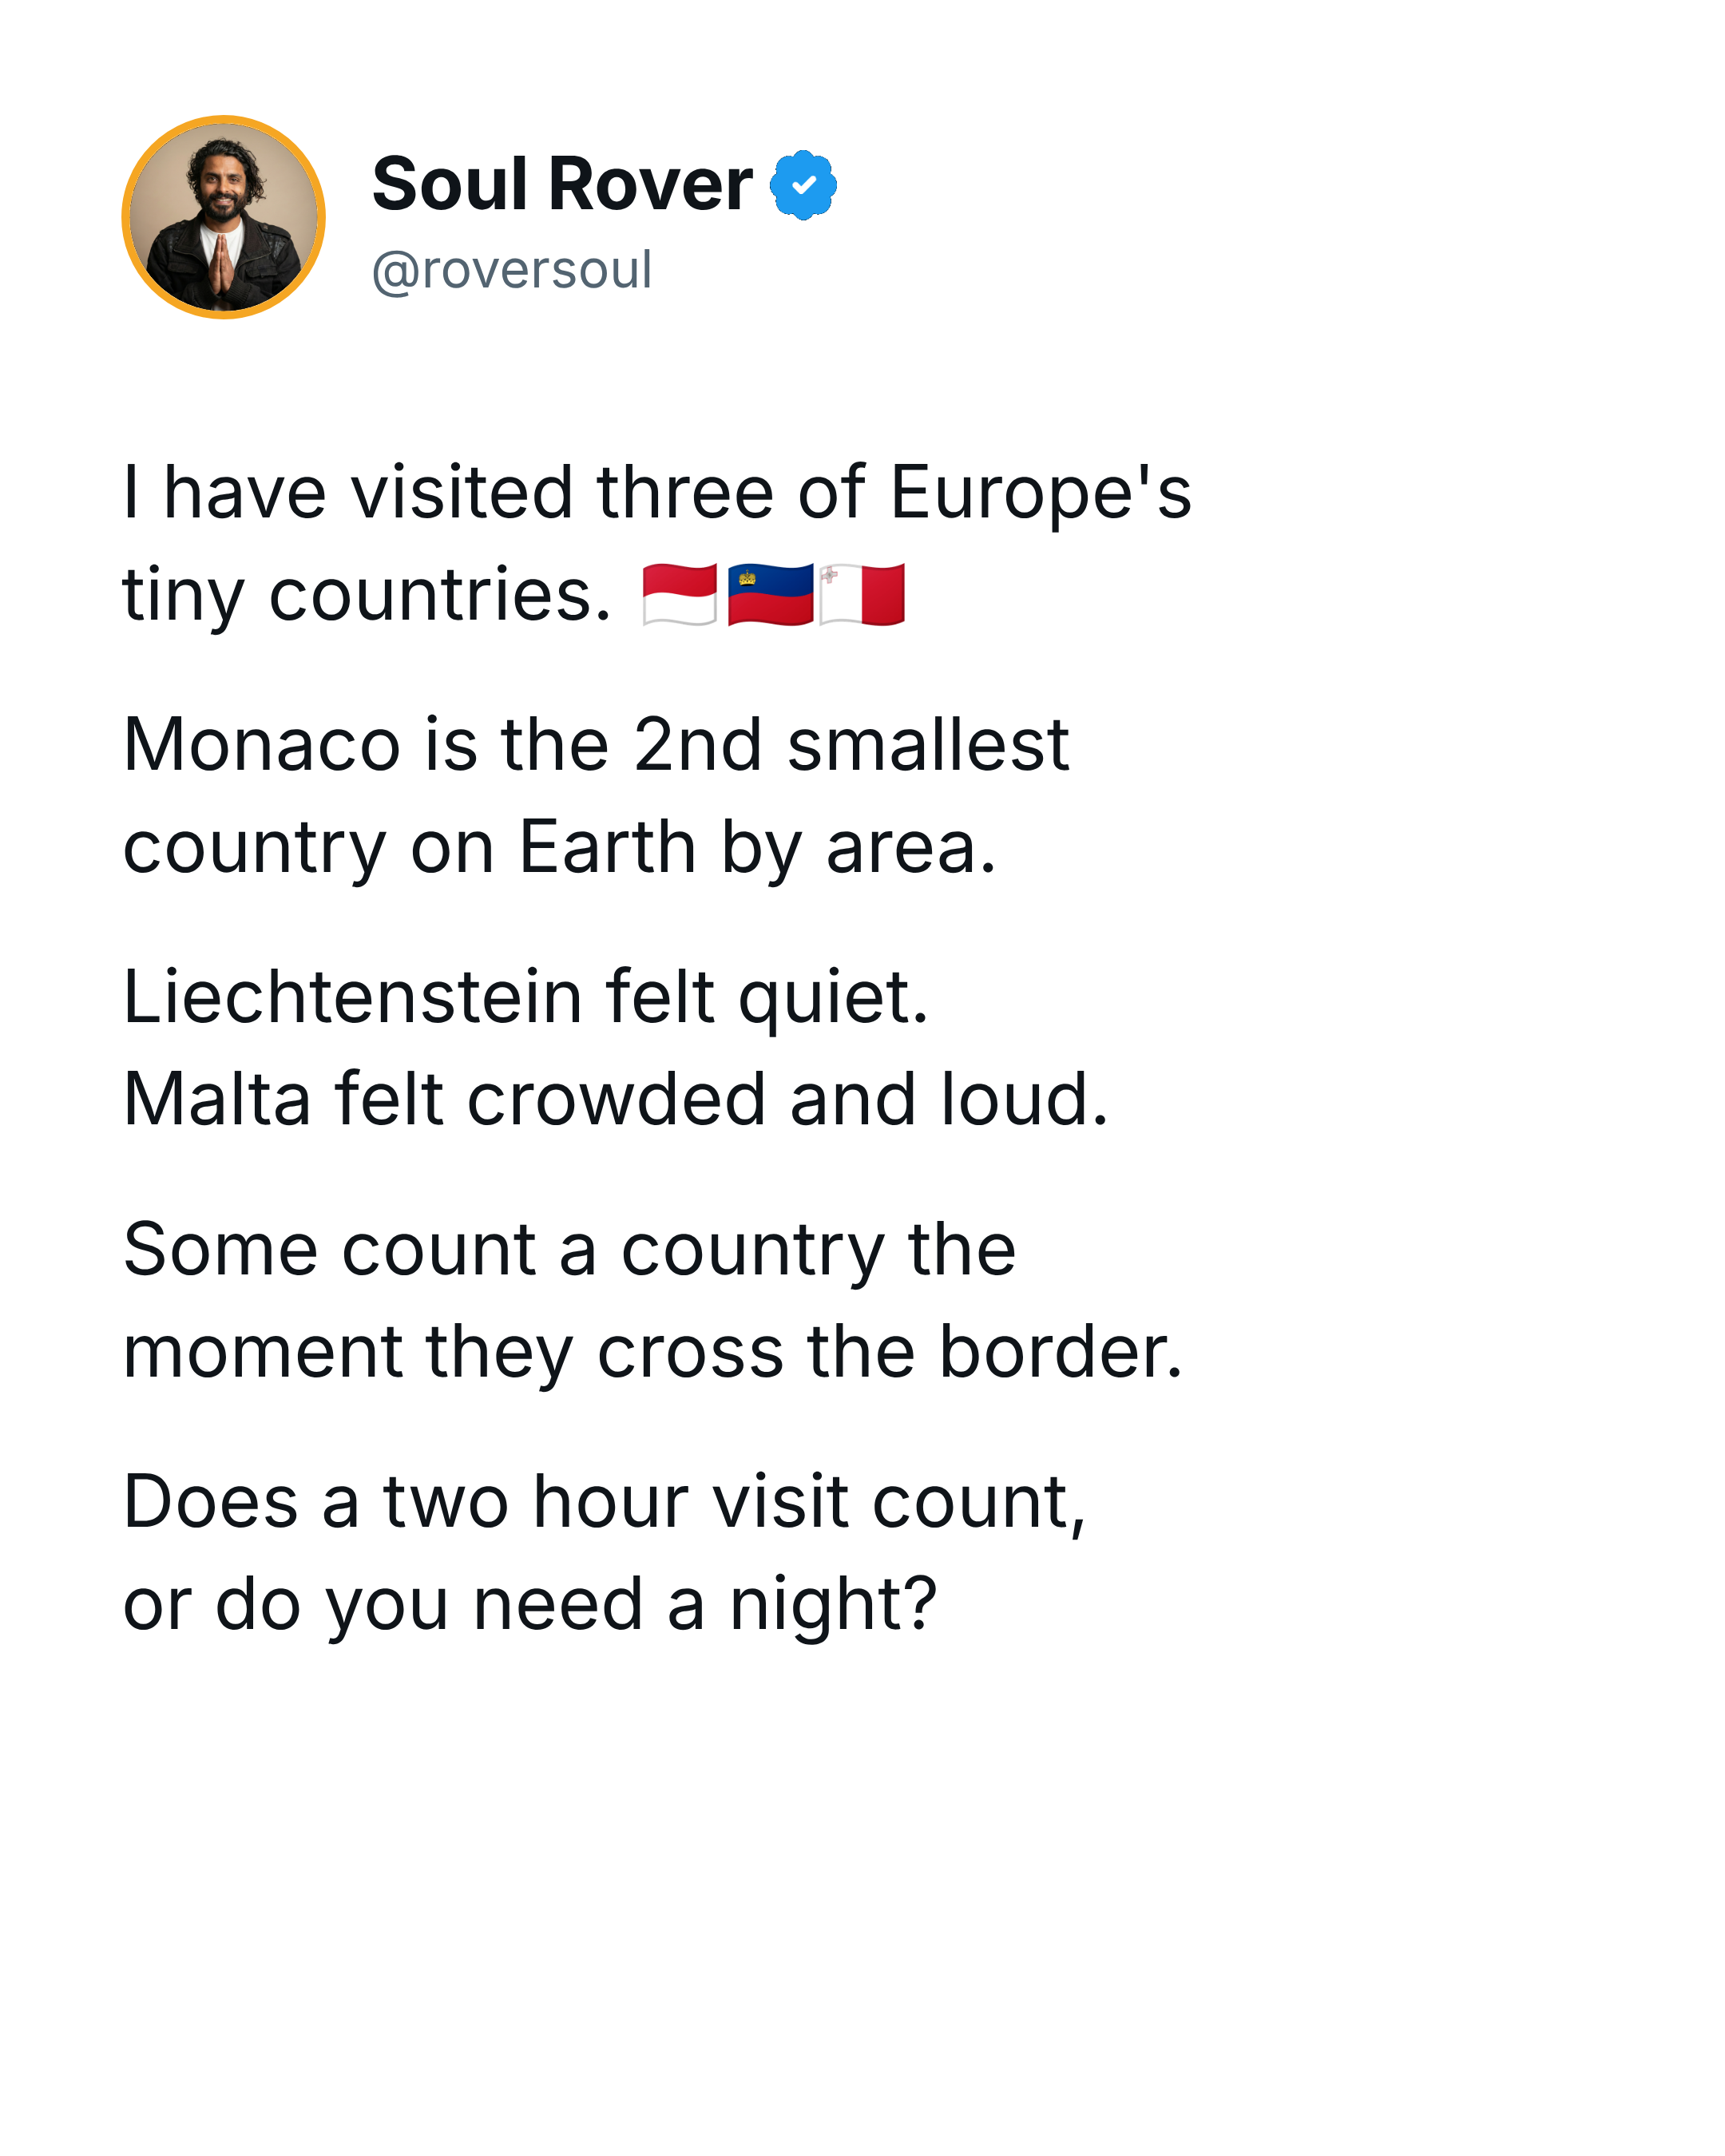 Soul Rover
@roversoul
I have visited three of Europe's
tiny countries. 🇲🇨🇱🇮🇲🇹
Monaco is the 2nd smallest
country on Earth by area.
Liechtenstein felt quiet.
Malta felt crowded and loud.
Some count a country the
moment they cross the border.
Does a two hour visit count,
or do you need a night?